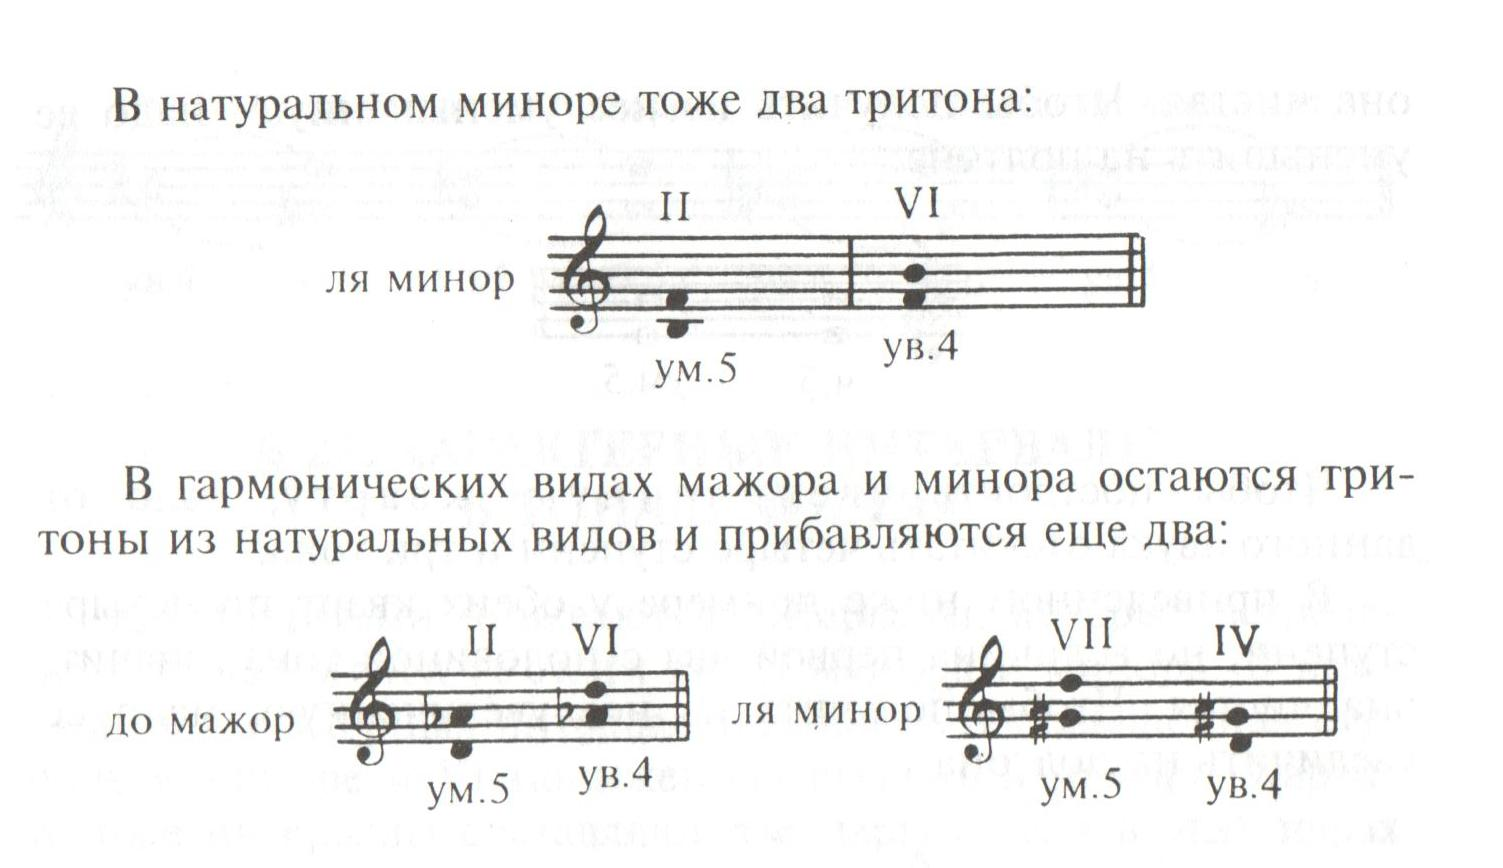 В натуральном миноре тоже два тритона:
II VI
ля минор
ум.5 ув.4
В гармонических видах мажора и минора остаются три-
тоны из натуральных видов и прибавляются еще два:
II VI VII IV
до мажор ля минор
ум.5 ув.4 ум.5 ув.4